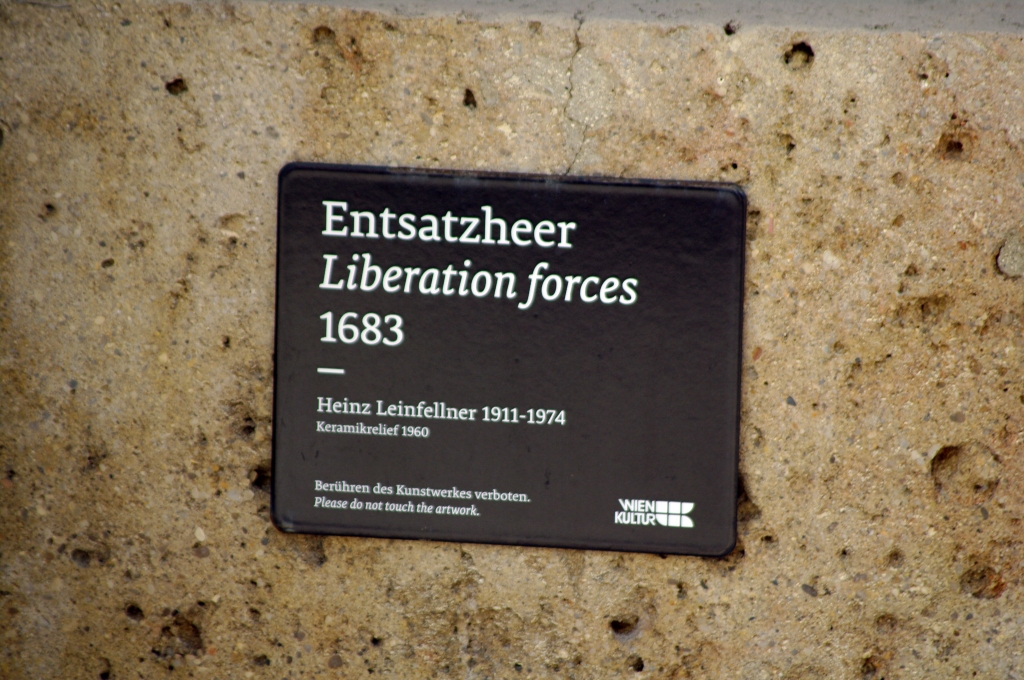 Entsatzheer
Liberation forces
1683
—
Heinz Leinfellner 1911-1974
Keramikrelief 1960
Berühren des Kunstwerkes verboten.
Please do not touch the artwork.
WIEN
KULTUR